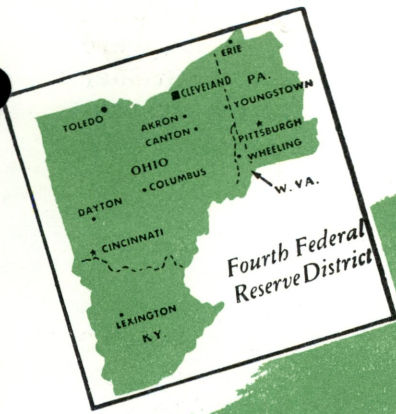 ERIE
CLEVELAND PA.
TOLEDO
YOUNGSTOWN
AKRON
CANTON
PITTSBURGH
OHIO
WHEELING
COLUMBUS
W. VA.
DAYTON
CINCINNATI
Fourth Federal
Reserve District
LEXINGTON
KY.